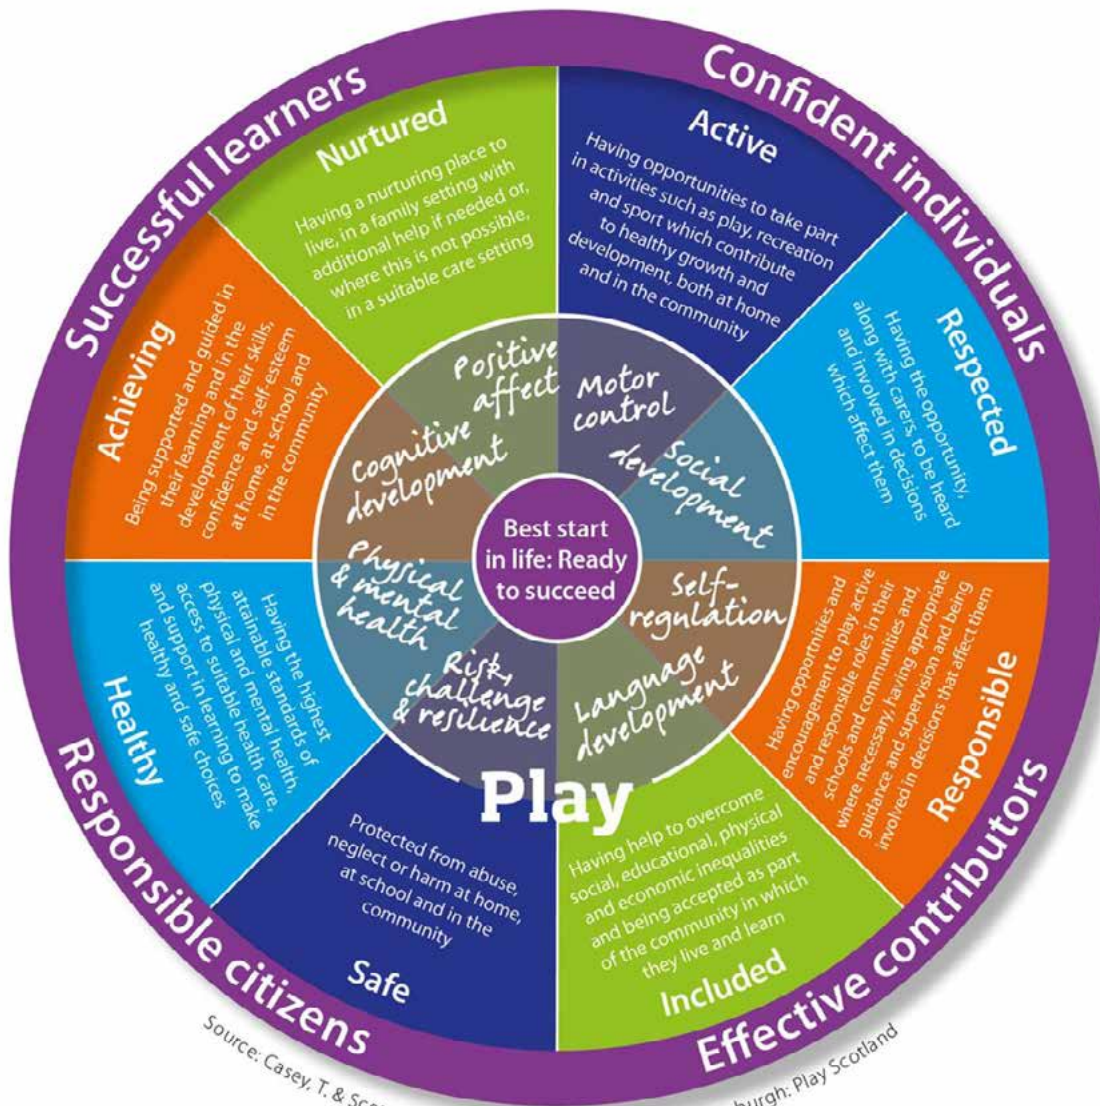 Successful learners
Confident individuals
Effective contributors
Responsible citizens
Nurtured
Having a nurturing place to
live, in a family setting with
additional help if needed or,
where this is not possible,
in a suitable care setting
Active
Having opportunities to take part
in activities such as play, recreation
and sport which contribute
to healthy growth and
development, both at home
and in the community
Respected
Having the opportunity,
along with carers, to be heard
and involved in decisions
which affect them
Responsible
Having opportnities and
encouragement to play active
and responsible roles in their
schools and communities and,
where necessary, having appropriate
guidance and supervision and being
involved in decisions that affect them
Included
Having help to overcome
social, educational, physical
and economic inequalities
and being accepted as part
of the community in which
they live and learn
Safe
Protected from abuse,
neglect or harm at home,
at school and in the
community
Healthy
Having the highest
attainable standards of
physical and mental health,
access to suitable health care,
and support in learning to make
healthy and safe choices
Achieving
Being supported and guided in
their learning and in the
development of their skills,
confidence and self-esteem
at home, at school and
in the community
Positive
affect
Motor
control
Social
development
Self-
regulation
Language
development
Risk,
challenge
& resilience
Physical
& mental
health
Cognitive
development
Best start
in life: Ready
to succeed
Play
Source: Casey, T. &
Play Scotland